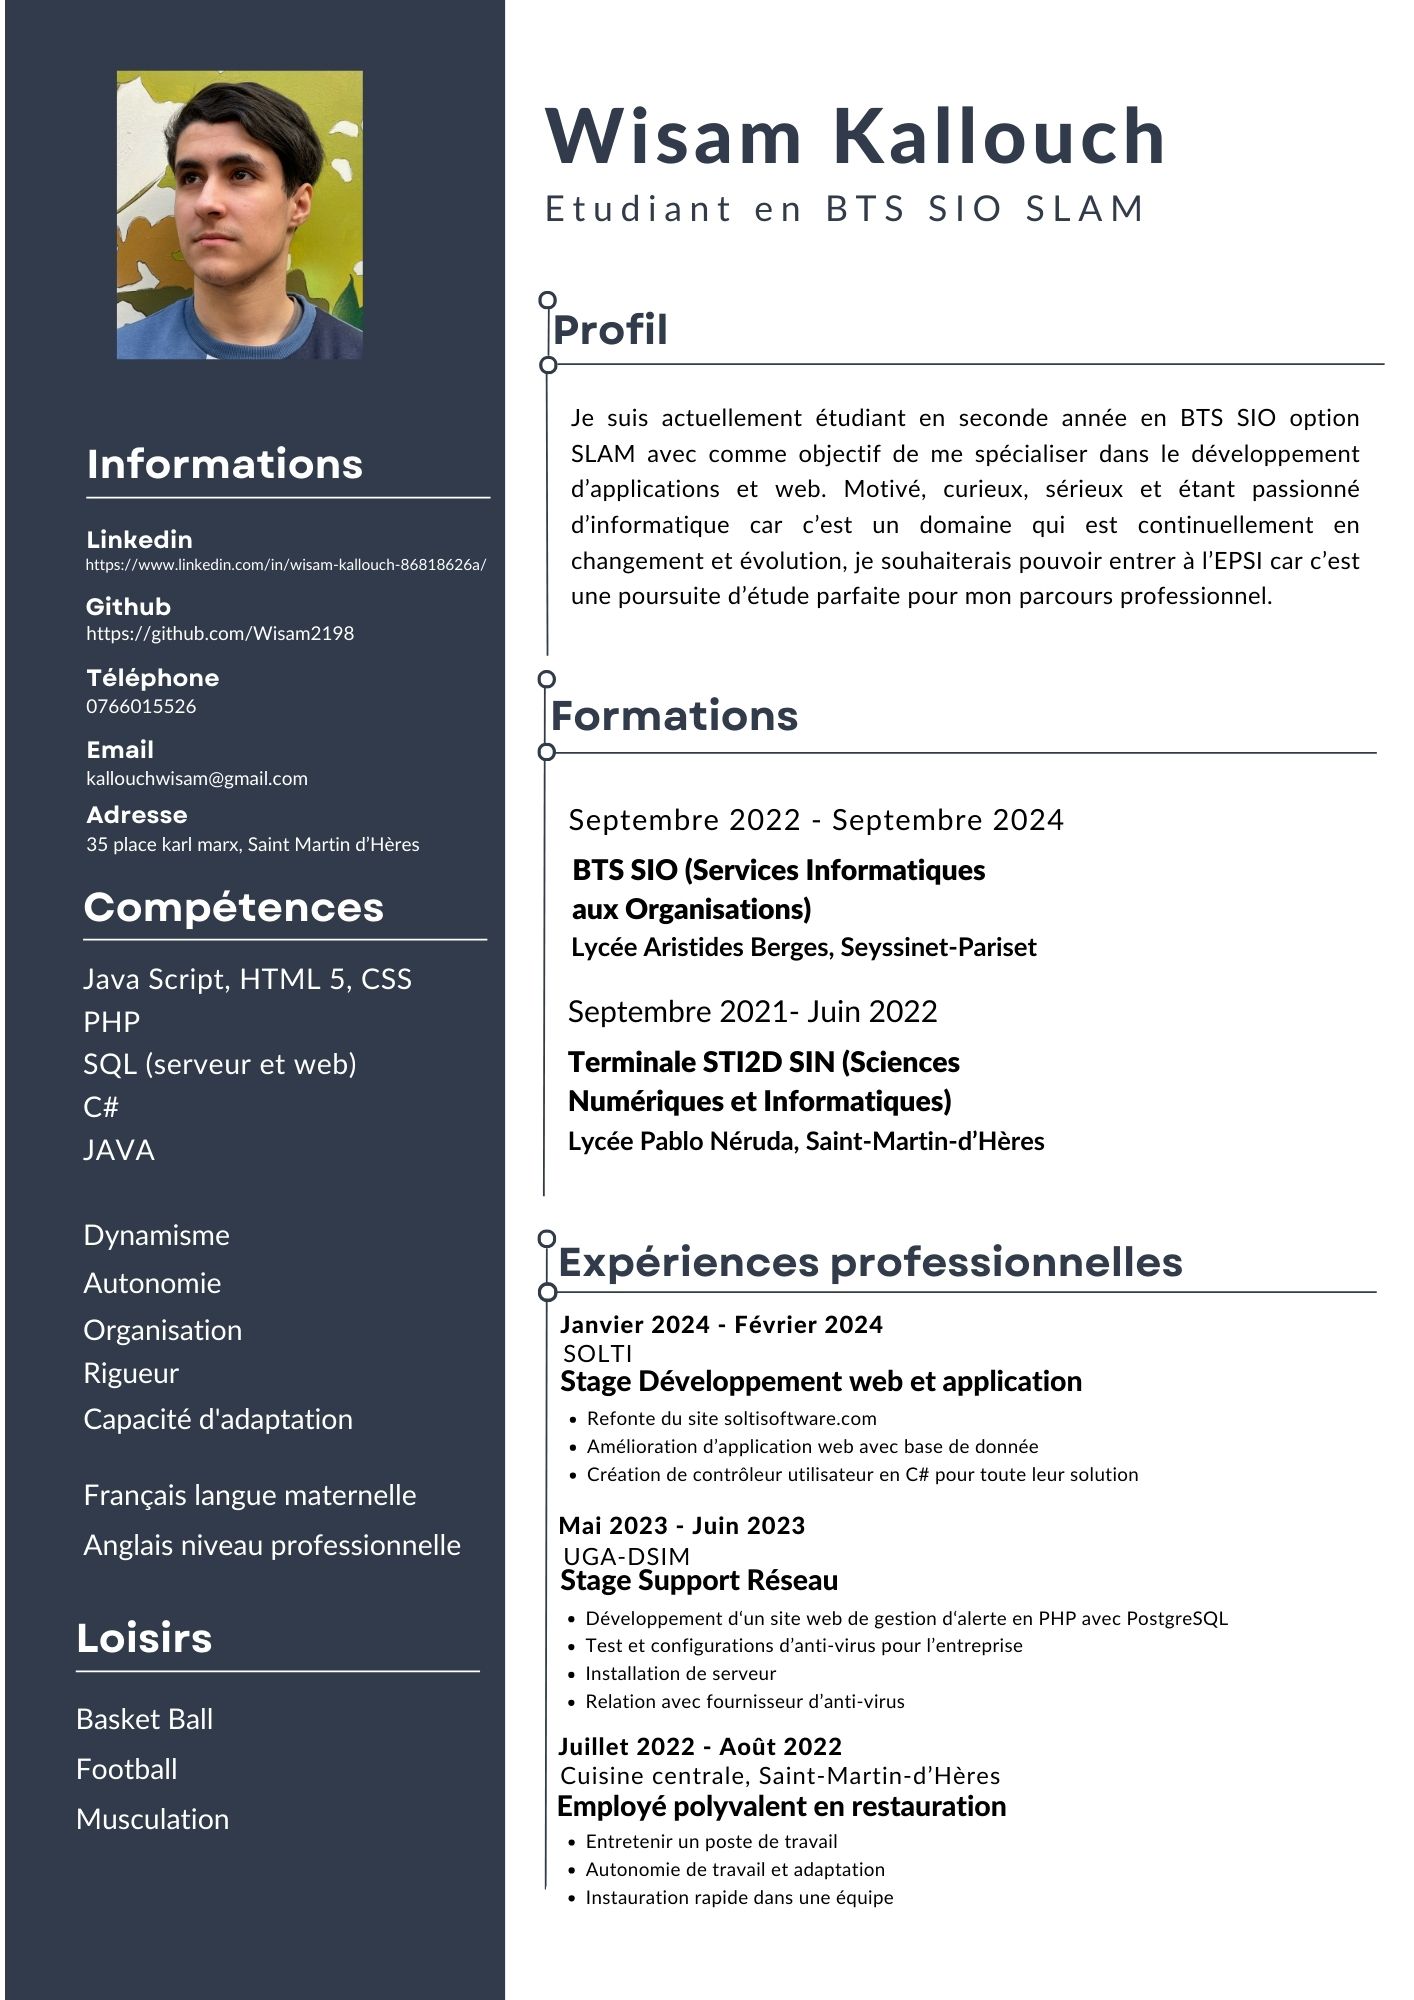 Wisam Kallouch
Etudiant en BTS SIO SLAM
Informations
Linkedin
https://www.linkedin.com/in/wisam-kallouch-86818626a/
Github
https://github.com/Wisam2198
Téléphone
0766015526
Email
kallouchwisam@gmail.com
Adresse
35 place karl marx, Saint Martin d’Hères
Compétences
Java Script, HTML 5, CSS
PHP
SQL (serveur et web)
C#
JAVA
Dynamisme
Autonomie
Organisation
Rigueur
Capacité d'adaptation
Français langue maternelle
Anglais niveau professionnelle
Loisirs
Basket Ball
Football
Musculation
Profil
Je suis actuellement étudiant en seconde année en BTS SIO option
SLAM avec comme objectif de me spécialiser dans le développement
d’applications et web. Motivé, curieux, sérieux et étant passionné
d’informatique car c’est un domaine qui est continuellement en
changement et évolution, je souhaiterais pouvoir entrer à l’EPSI car c’est
une poursuite d’étude parfaite pour mon parcours professionnel.
Formations
Septembre 2022 - Septembre 2024
BTS SIO (Services Informatiques
aux Organisations)
Lycée Aristides Berges, Seyssinet-Pariset
Septembre 2021- Juin 2022
Terminale STI2D SIN (Sciences
Numériques et Informatiques)
Lycée Pablo Néruda, Saint-Martin-d’Hères
Expériences professionnelles
Janvier 2024 - Février 2024
SOLTI
Stage Développement web et application
• Refonte du site soltisoftware.com
• Amélioration d’application web avec base de donnée
• Création de contrôleur utilisateur en C# pour toute leur solution
Mai 2023 - Juin 2023
UGA-DSIM
Stage Support Réseau
• Développement d‘un site web de gestion d‘alerte en PHP avec PostgreSQL
• Test et configurations d’anti-virus pour l’entreprise
• Installation de serveur
• Relation avec fournisseur d’anti-virus
Juillet 2022 - Août 2022
Cuisine centrale, Saint-Martin-d’Hères
Employé polyvalent en restauration
• Entretenir un poste de travail
• Autonomie de travail et adaptation
• Instauration rapide dans une équipe